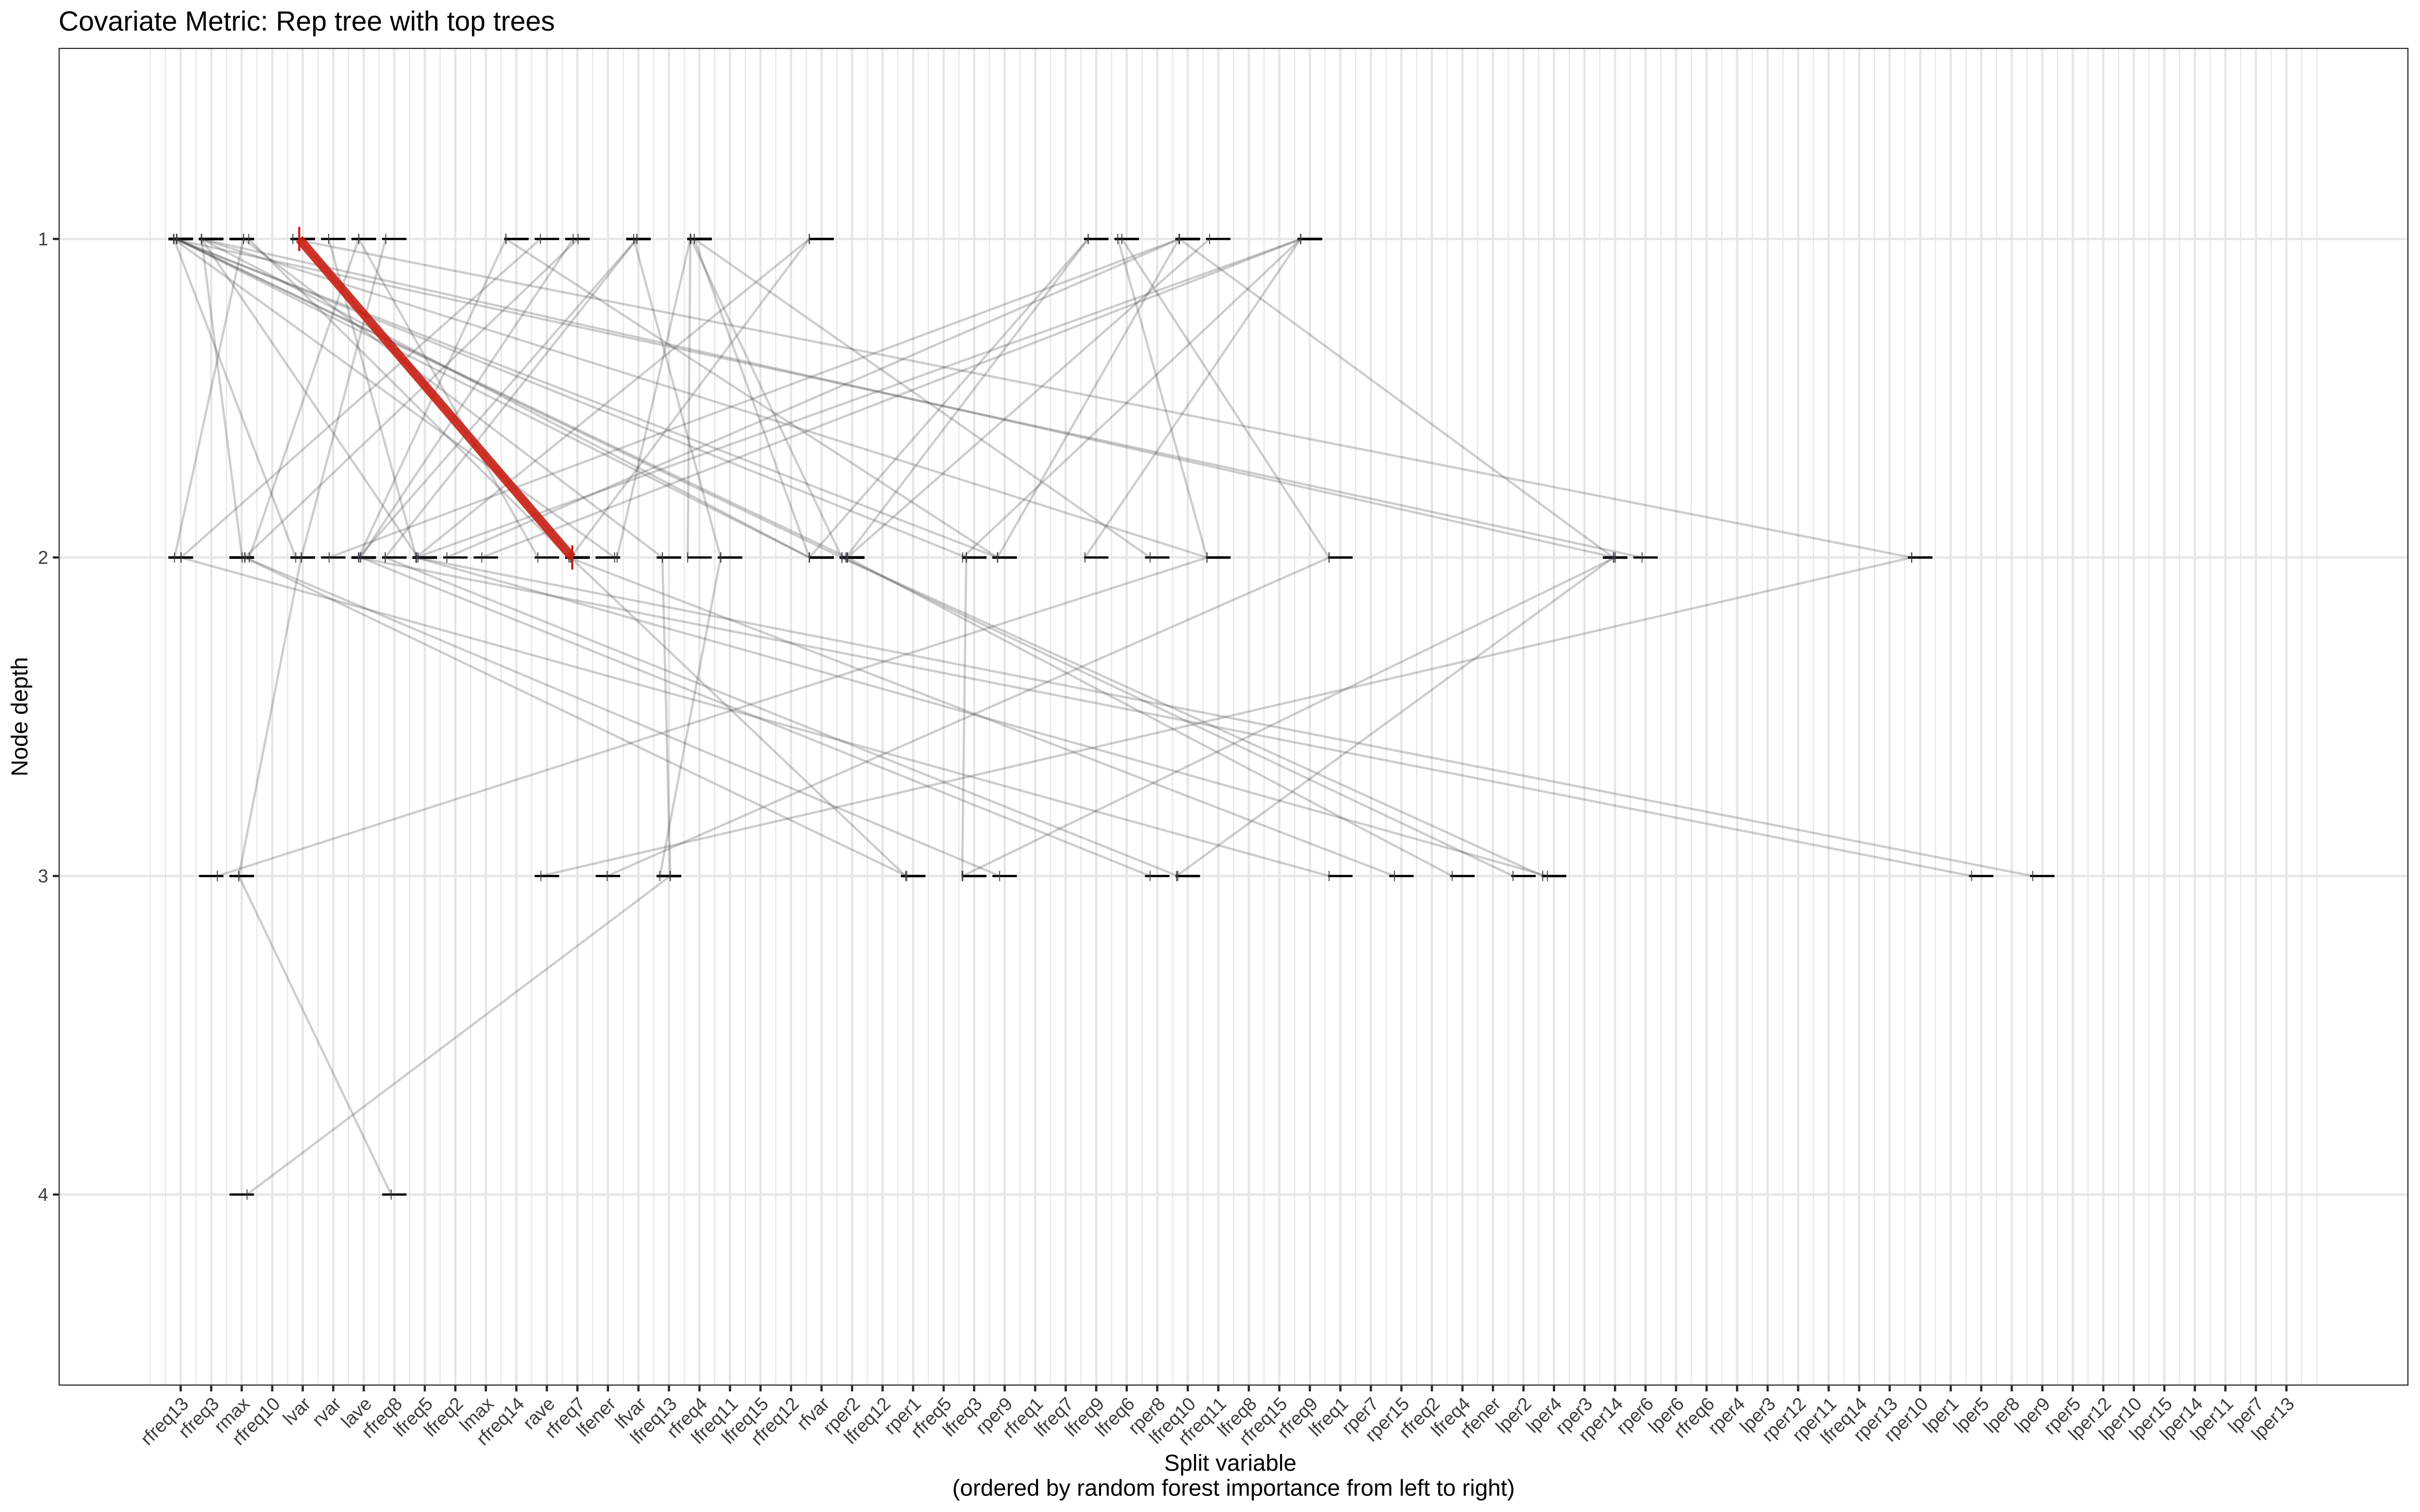 Covariate Metric: Rep tree with top trees
Node depth
1
2
3
4
rfreq13
rfreq3
rmax
rfreq10
lvar
rvar
lave
rfreq8
lfreq5
lfreq2
lmax
rfreq14
rave
rfreq7
lfener
lfvar
lfreq13
rfreq4
lfreq11
lfreq15
rfreq12
rfvar
rper2
lfreq12
rper1
rfreq5
lfreq3
rper9
rfreq1
lfreq7
lfreq9
lfreq6
rper8
lfreq10
rfreq11
lfreq8
rfreq15
rfreq9
lfreq1
rper7
rper15
rfreq2
lfreq4
rfener
lper2
lper4
rper3
rper14
rper6
lper6
rfreq6
rper4
lper3
rper12
rper11
lfreq14
rper13
rper10
lper1
lper5
lper8
lper9
rper5
lper12
lper10
lper15
lper14
lper11
lper7
lper13
Split variable
(ordered by random forest importance from left to right)